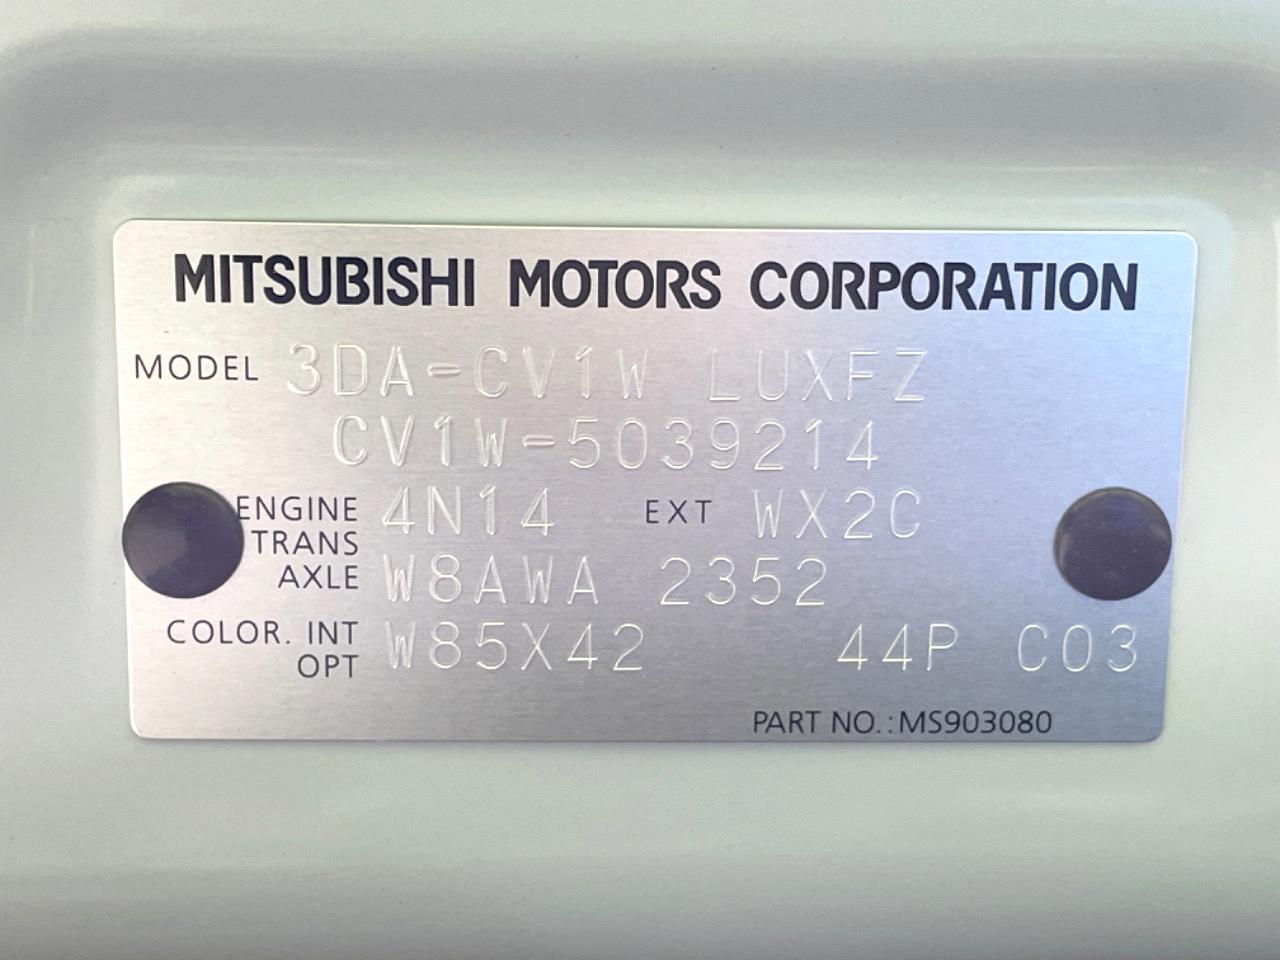 MITSUBISHI MOTORS CORPORATION
MODEL 3DA-CV1W LUXFZ
CV1W-5039214
ENGINE 4N14 EXT WX2C
TRANS
AXLE W8AWA 2352
COLOR. INT W85X42 44P C03
OPT
PART NO.:MS903080